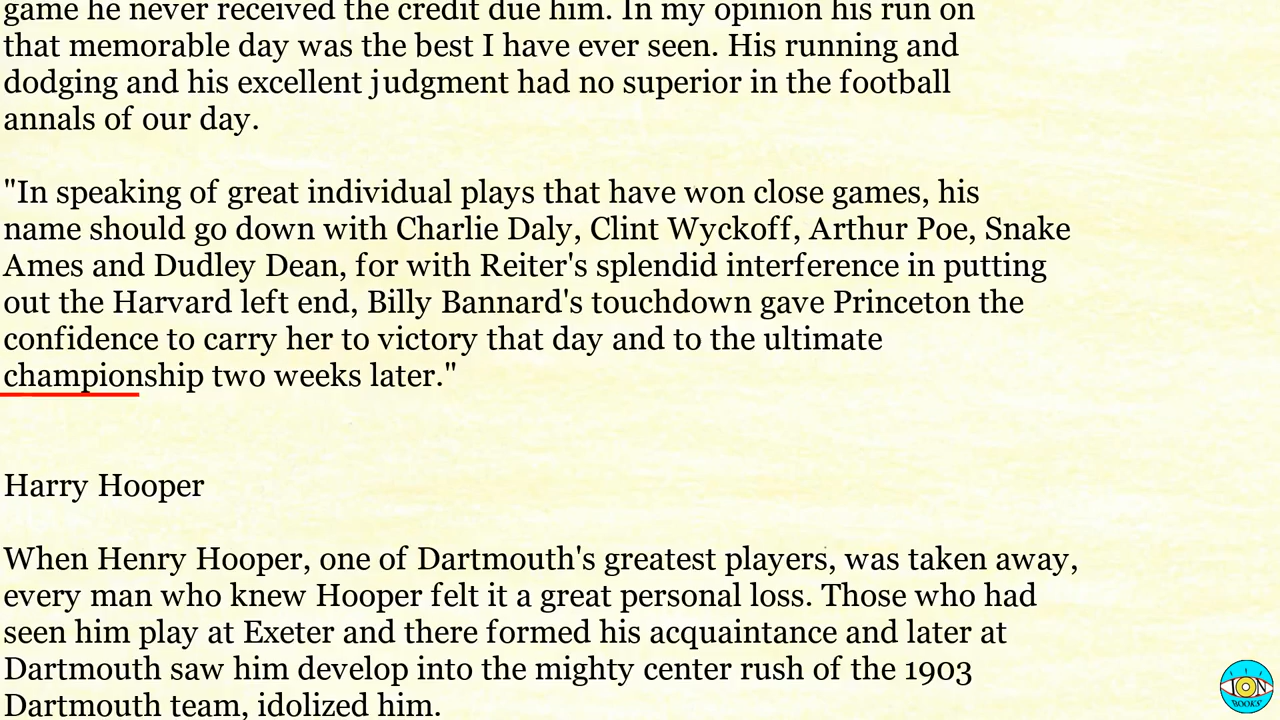 game he never received the credit due him. In my opinion his run on
that memorable day was the best I have ever seen. His running and
dodging and his excellent judgment had no superior in the football
annals of our day.
"In speaking of great individual plays that have won close games, his
name should go down with Charlie Daly, Clint Wyckoff, Arthur Poe, Snake
Ames and Dudley Dean, for with Reiter's splendid interference in putting
out the Harvard left end, Billy Bannard's touchdown gave Princeton the
confidence to carry her to victory that day and to the ultimate
championship two weeks later."
Harry Hooper
When Henry Hooper, one of Dartmouth's greatest players, was taken away,
every man who knew Hooper felt it a great personal loss. Those who had
seen him play at Exeter and there formed his acquaintance and later at
Dartmouth saw him develop into the mighty center rush of the 1903
Dartmouth team, idolized him.
ION
BOOKS